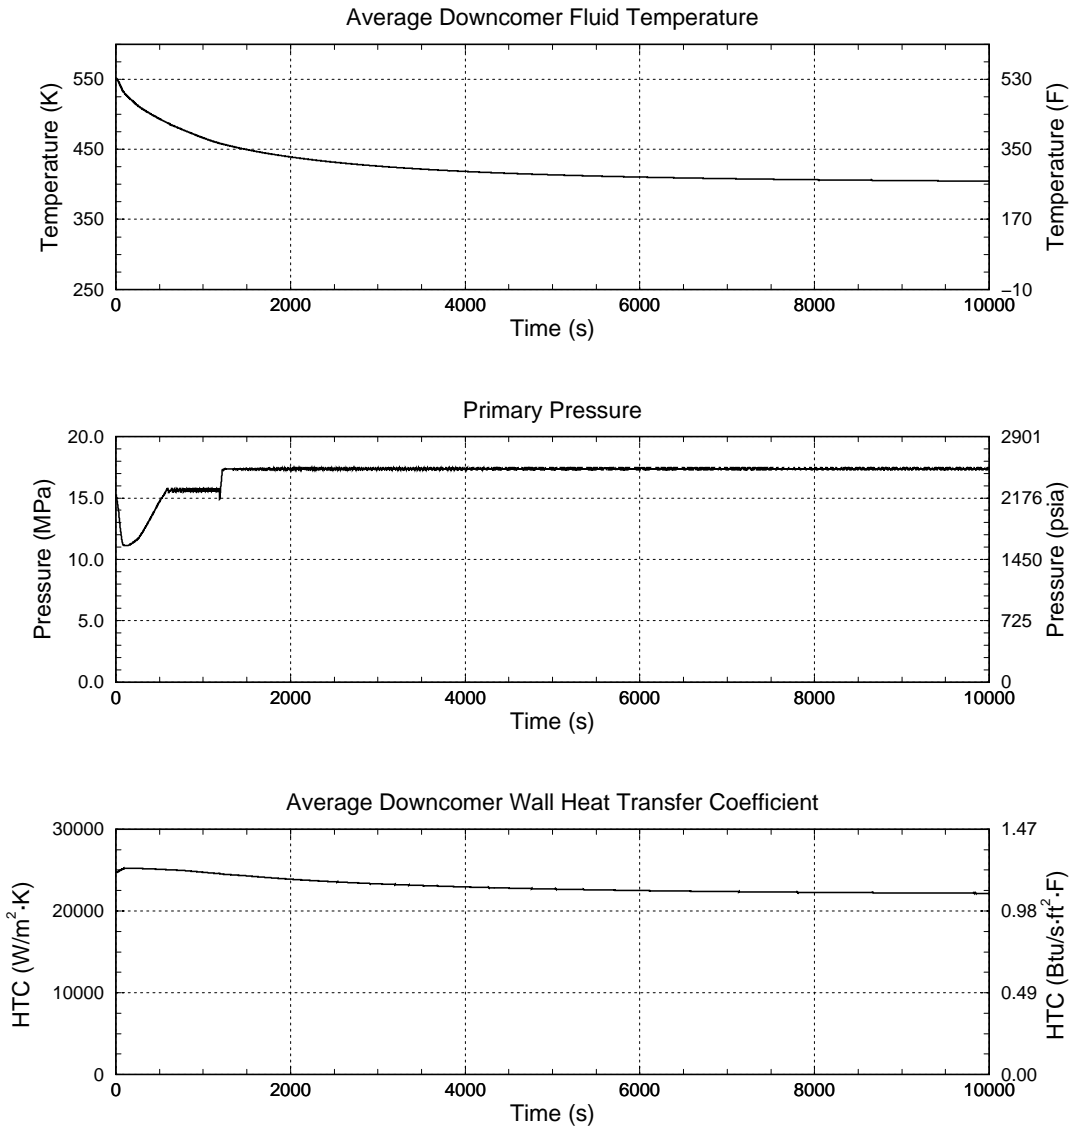 Average Downcomer Fluid Temperature
550
450
350
250
Temperature (K)
530
350
170
−10
Temperature (F)
0 2000 4000 6000 8000 10000
Time (s)
Primary Pressure
20.0
15.0
10.0
5.0
0.0
Pressure (MPa)
2901
2176
1450
725
0
Pressure (psia)
0 2000 4000 6000 8000 10000
Time (s)
Average Downcomer Wall Heat Transfer Coefficient
30000
20000
10000
0
HTC (W/m²·K)
1.47
0.98
0.49
0.00
HTC (Btu/s·ft²·F)
0 2000 4000 6000 8000 10000
Time (s)